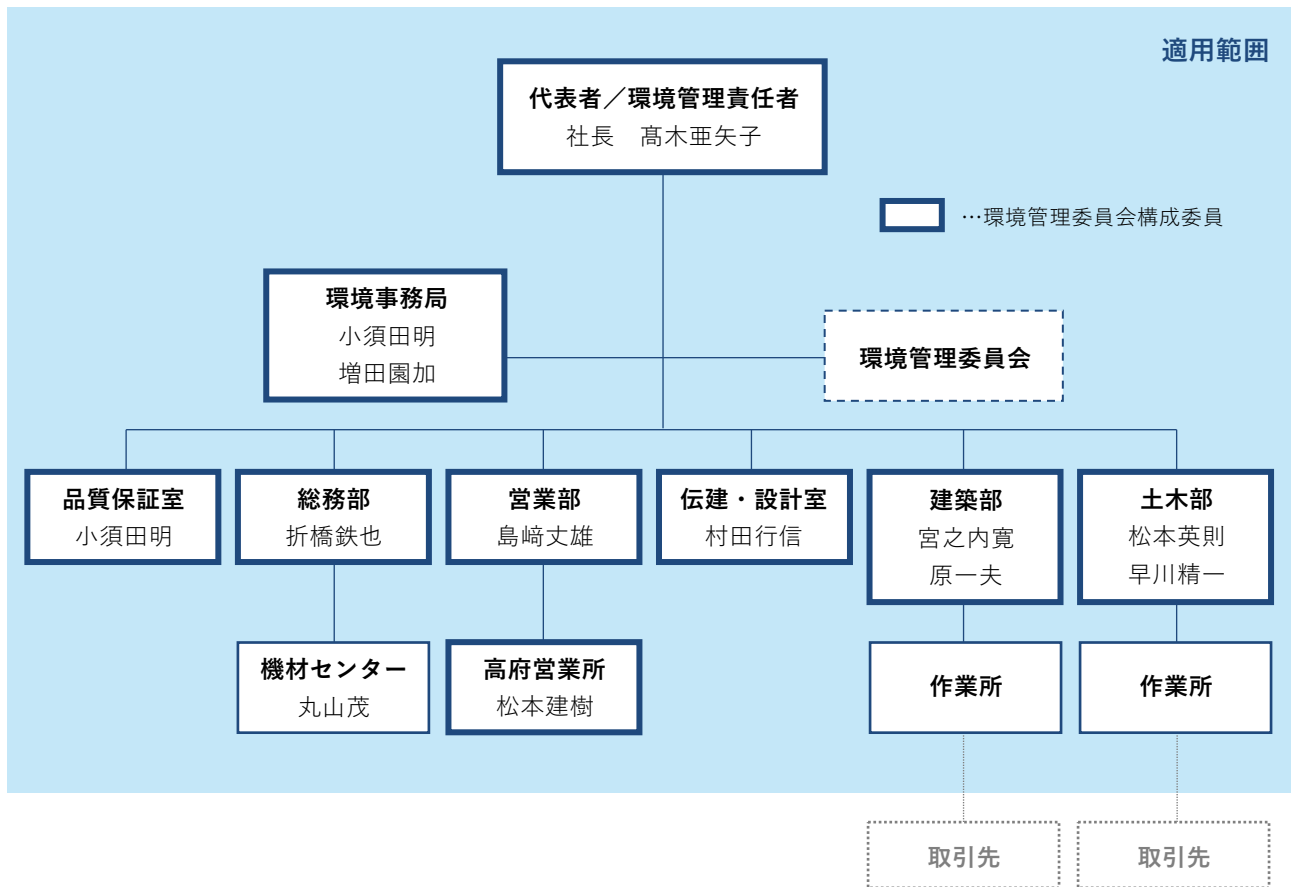 適用範囲
代表者／環境管理責任者
社長　髙木亜矢子
…環境管理委員会構成委員
環境事務局
小須田明
増田園加
環境管理委員会
品質保証室
小須田明
総務部
折橋鉄也
営業部
島﨑丈雄
伝建・設計室
村田行信
建築部
宮之内寛
原一夫
土木部
松本英則
早川精一
機材センター
丸山茂
高府営業所
松本建樹
作業所
作業所
取引先
取引先